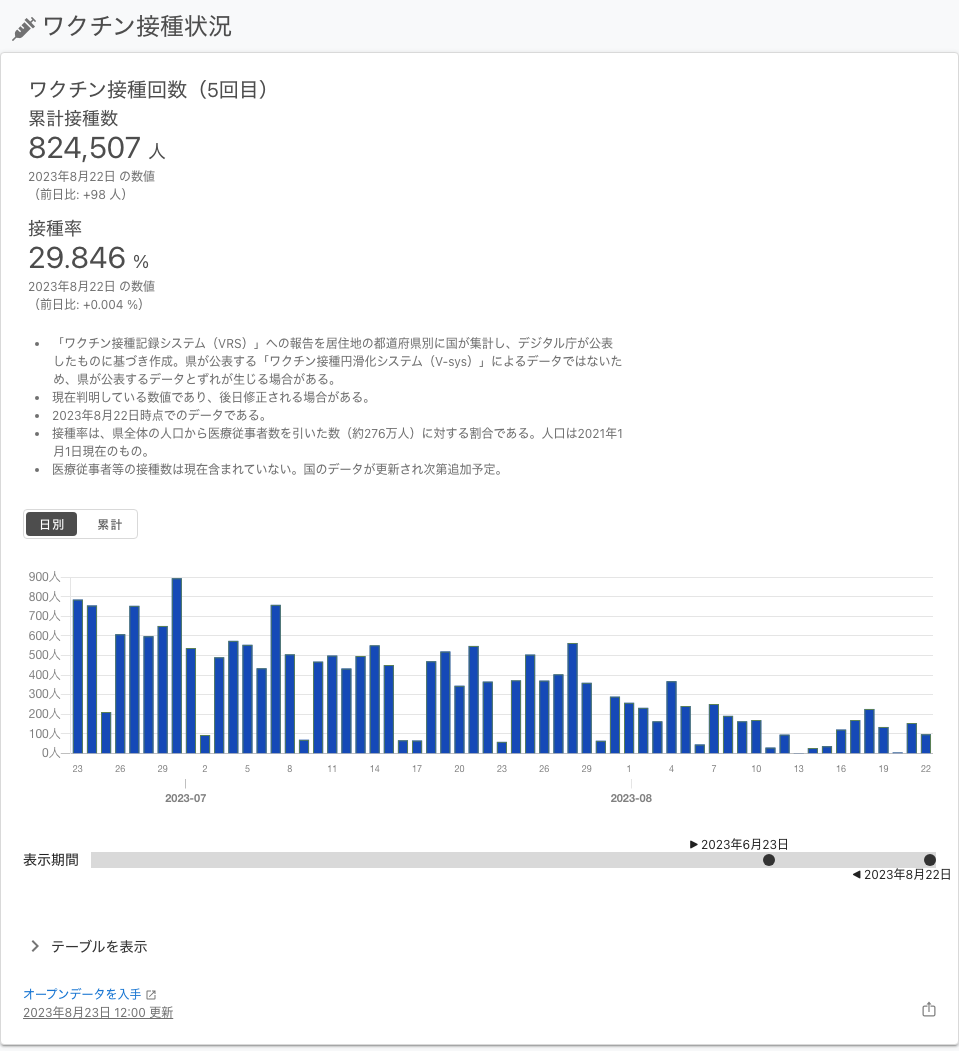 ワクチン接種状況
ワクチン接種回数（5回目）
累計接種数
824,507 人
2023年8月22日 の数値
（前日比: +98 人）
接種率
29.846 %
2023年8月22日 の数値
（前日比: +0.004 %）
「ワクチン接種記録システム（VRS）」への報告を居住地の都道府県別に国が集計し、デジタル庁が公表
したものに基づき作成。県が公表する「ワクチン接種円滑化システム（V-sys）」によるデータではないた
め、県が公表するデータとずれが生じる場合がある。
現在判明している数値であり、後日修正される場合がある。
2023年8月22日時点でのデータである。
接種率は、県全体の人口から医療従事者数を引いた数（約276万人）に対する割合である。人口は2021年1
月1日現在のもの。
医療従事者等の接種数は現在含まれていない。国のデータが更新され次第追加予定。
日別 累計
900人
800人
700人
600人
500人
400人
300人
200人
100人
0人
23 26 29 2 5 8 11 14 17 20 23 26 29 1 4 7 10 13 16 19 22
2023-07 2023-08
▶ 2023年6月23日
表示期間
◀ 2023年8月22日
テーブルを表示
オープンデータを入手
2023年8月23日 12:00 更新